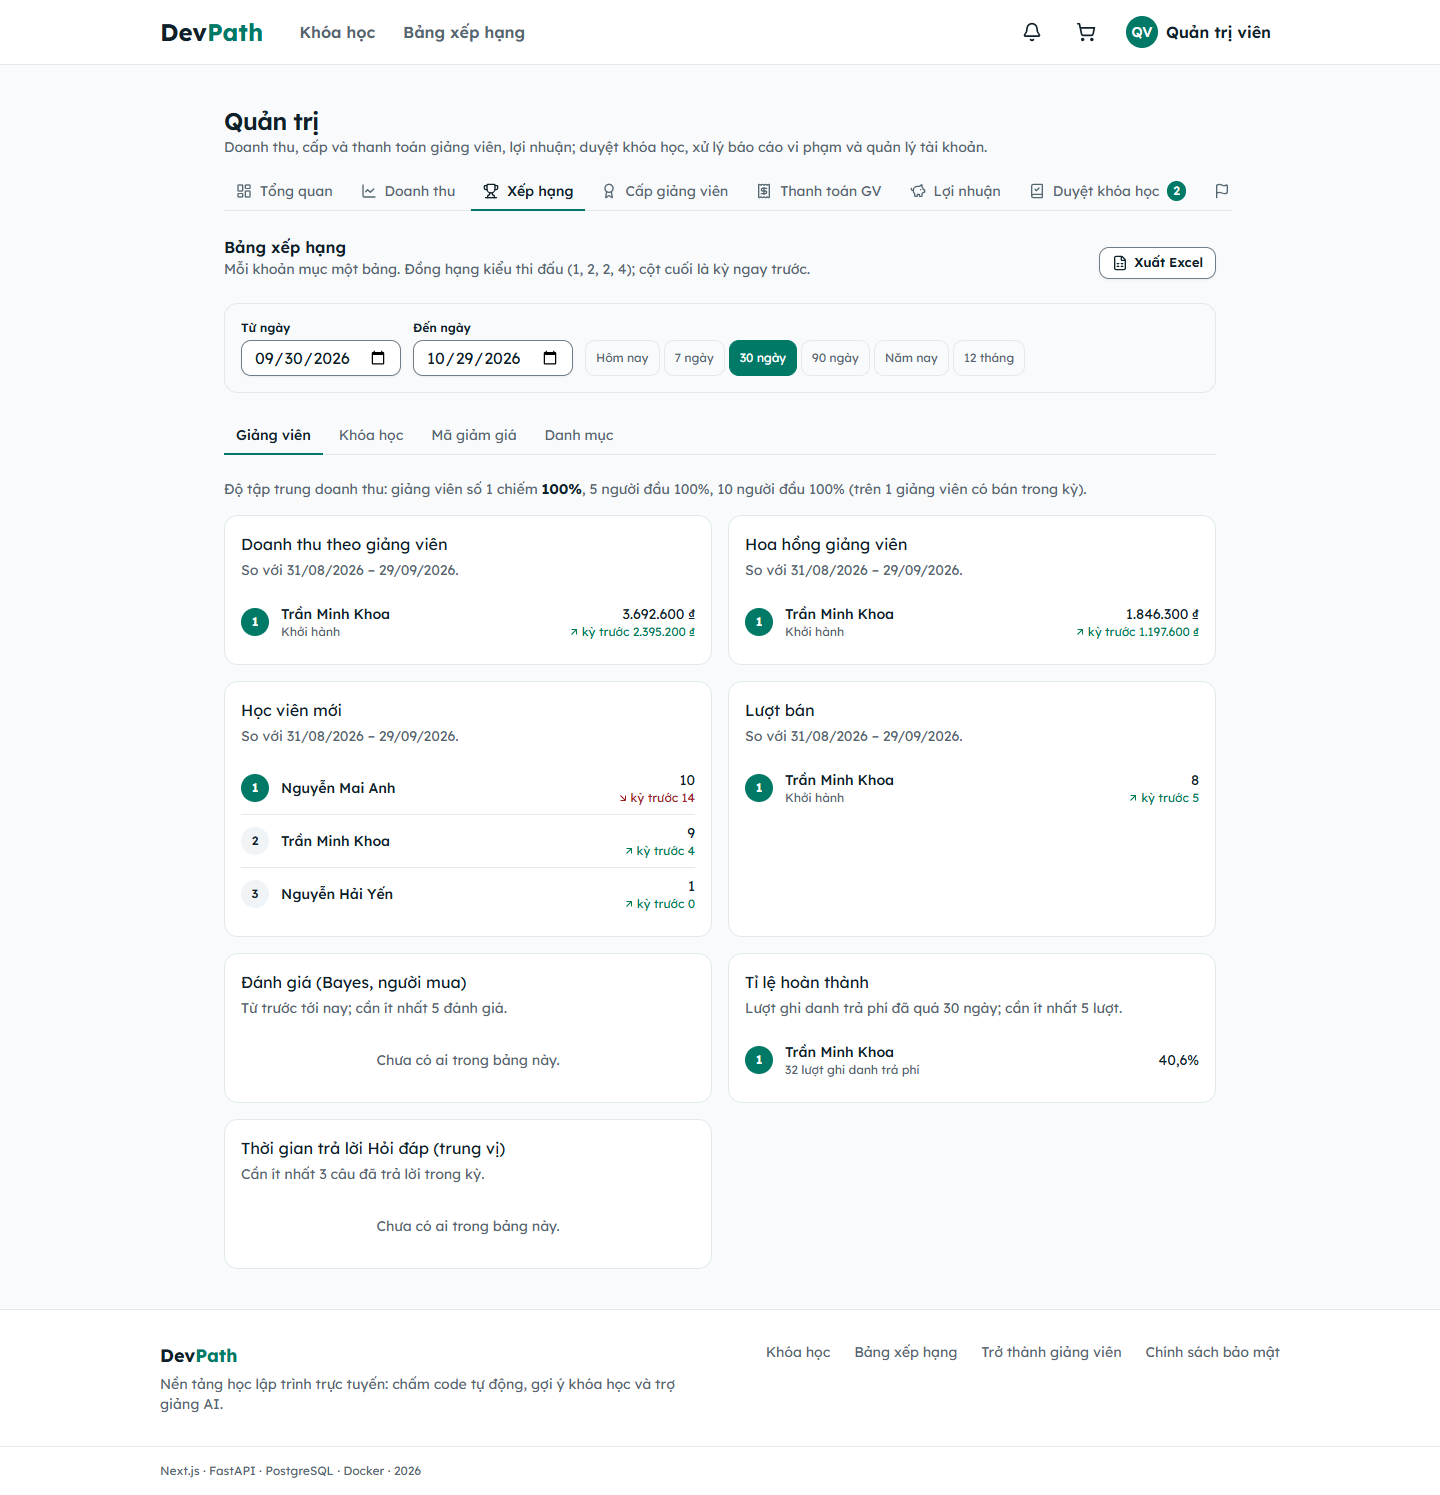 DevPath Khóa học Bảng xếp hạng QV Quản trị viên
Quản trị
Doanh thu, cấp và thanh toán giảng viên, lợi nhuận; duyệt khóa học, xử lý báo cáo vi phạm và quản lý tài khoản.
Tổng quan Doanh thu Xếp hạng Cấp giảng viên Thanh toán GV Lợi nhuận Duyệt khóa học 2
Bảng xếp hạng
Mỗi khoản mục một bảng. Đồng hạng kiểu thi đấu (1, 2, 2, 4); cột cuối là kỳ ngay trước.
Xuất Excel
Từ ngày Đến ngày
09/30/2026 10/29/2026 Hôm nay 7 ngày 30 ngày 90 ngày Năm nay 12 tháng
Giảng viên Khóa học Mã giảm giá Danh mục
Độ tập trung doanh thu: giảng viên số 1 chiếm 100%, 5 người đầu 100%, 10 người đầu 100% (trên 1 giảng viên có bán trong kỳ).
Doanh thu theo giảng viên
So với 31/08/2026 – 29/09/2026.
1 Trần Minh Khoa 3.692.600 ₫
Khởi hành kỳ trước 2.395.200 ₫
Hoa hồng giảng viên
So với 31/08/2026 – 29/09/2026.
1 Trần Minh Khoa 1.846.300 ₫
Khởi hành kỳ trước 1.197.600 ₫
Học viên mới
So với 31/08/2026 – 29/09/2026.
1 Nguyễn Mai Anh 10
kỳ trước 14
2 Trần Minh Khoa 9
kỳ trước 4
3 Nguyễn Hải Yến 1
kỳ trước 0
Lượt bán
So với 31/08/2026 – 29/09/2026.
1 Trần Minh Khoa 8
Khởi hành kỳ trước 5
Đánh giá (Bayes, người mua)
Từ trước tới nay; cần ít nhất 5 đánh giá.
Chưa có ai trong bảng này.
Tỉ lệ hoàn thành
Lượt ghi danh trả phí đã quá 30 ngày; cần ít nhất 5 lượt.
1 Trần Minh Khoa 40,6%
32 lượt ghi danh trả phí
Thời gian trả lời Hỏi đáp (trung vị)
Cần ít nhất 3 câu đã trả lời trong kỳ.
Chưa có ai trong bảng này.
DevPath
Nền tảng học lập trình trực tuyến: chấm code tự động, gợi ý khóa học và trợ
giảng AI.
Khóa học Bảng xếp hạng Trở thành giảng viên Chính sách bảo mật
Next.js · FastAPI · PostgreSQL · Docker · 2026